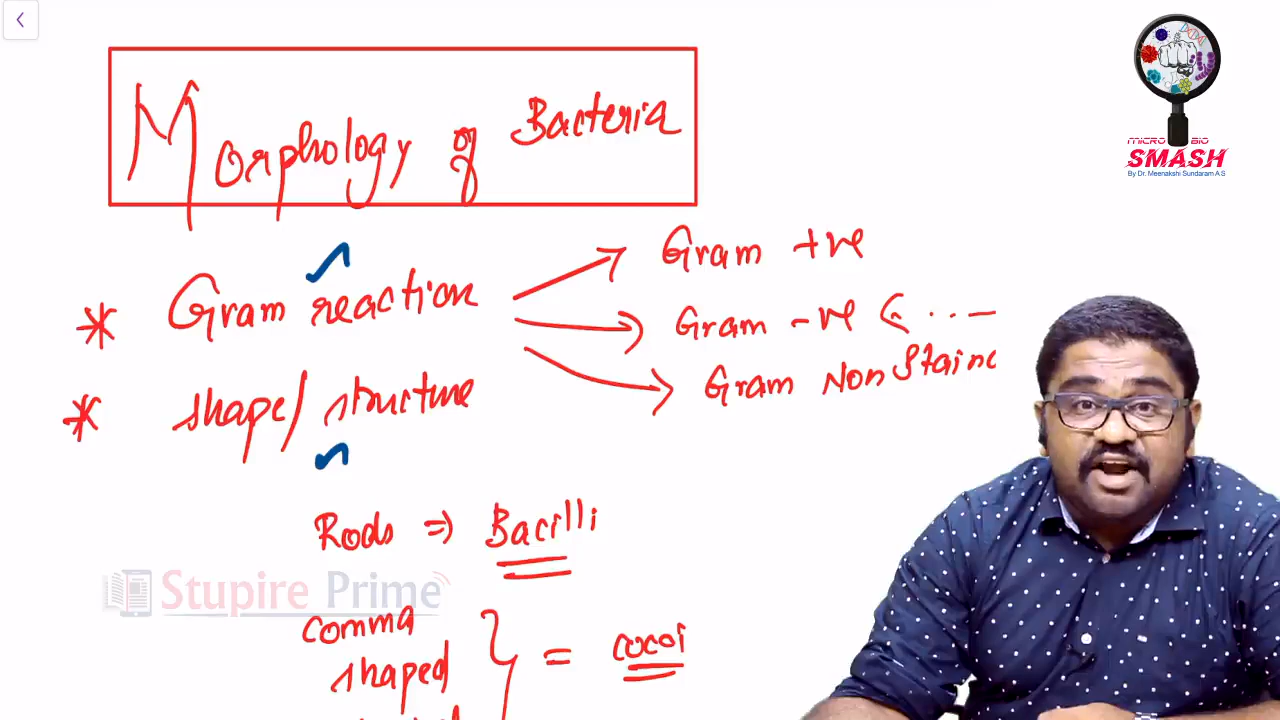 Morphology of Bacteria
MICRO BIO
SMASH
By Dr. Meenakshi Sundaram A S
* Gram reaction
Gram +ve
Gram -ve
Gram Non Stained
* shape/ structure
Rods ⇒ Bacilli
Stupire Prime
comma
shaped
= cocci